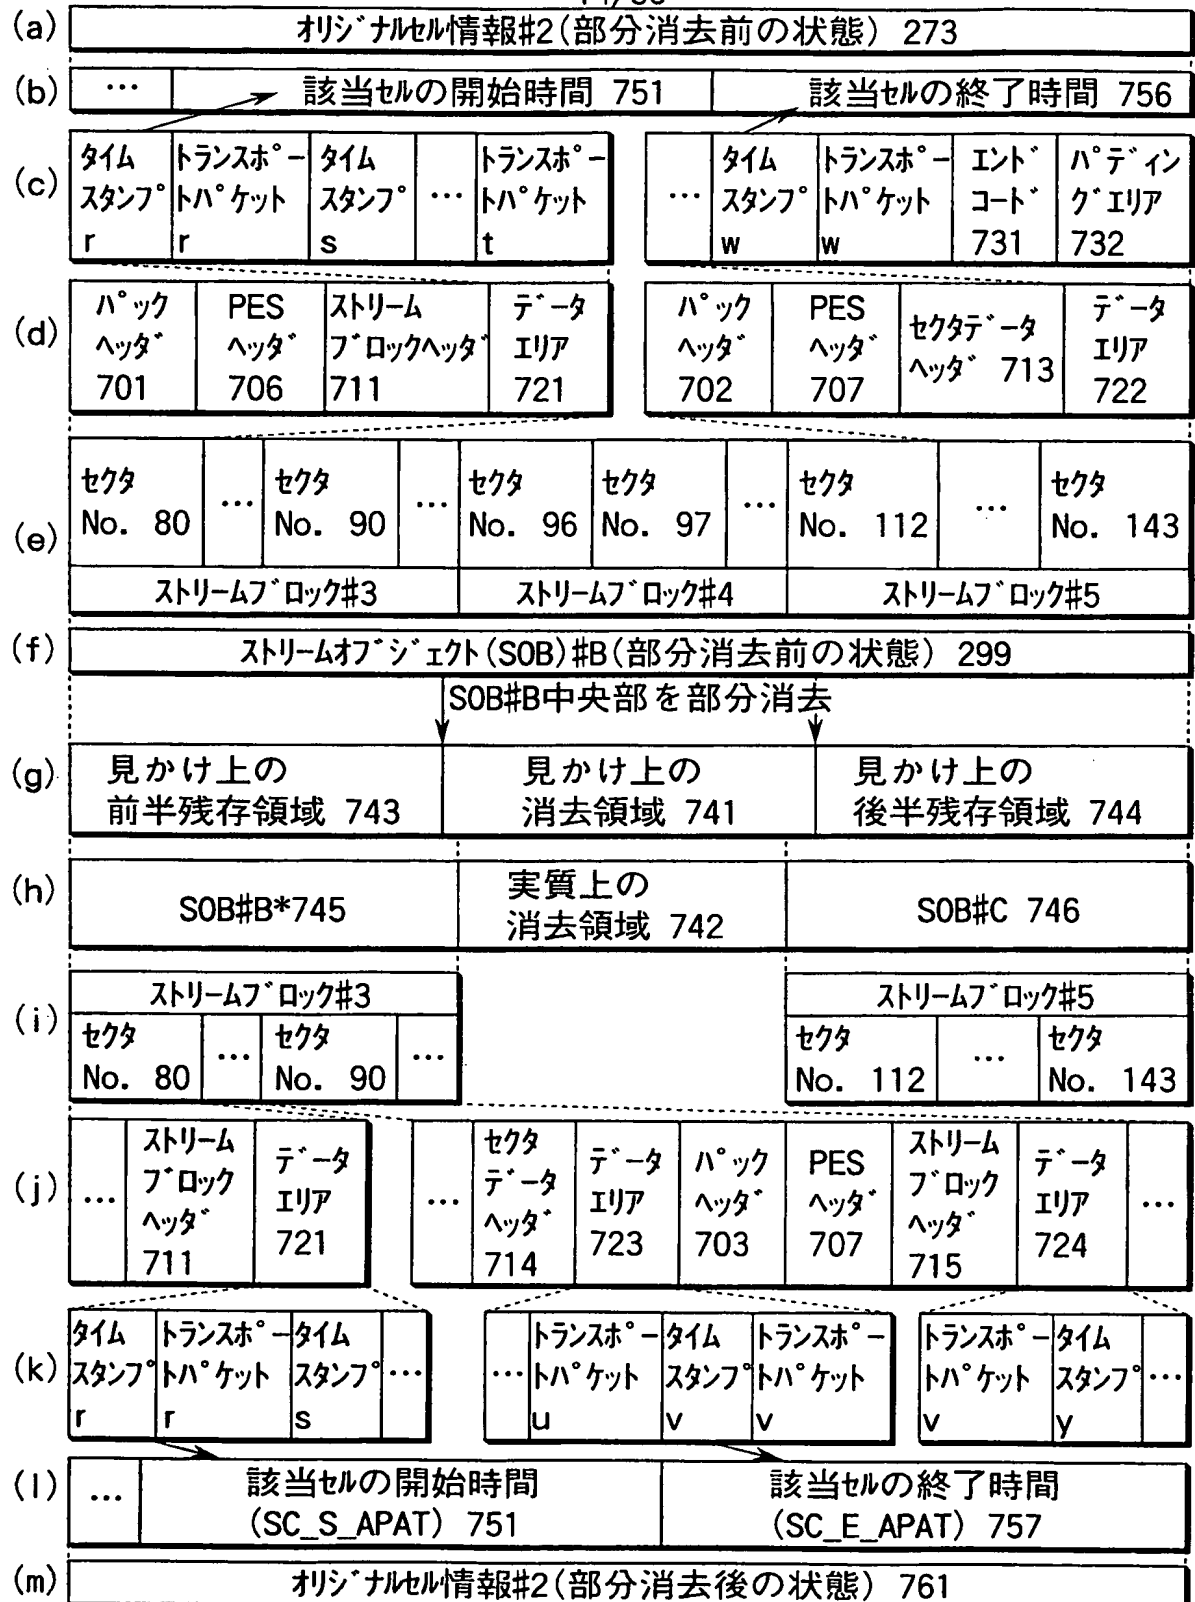 (a) オリジナルセル情報#2(部分消去前の状態) 273
(b) … 該当セルの開始時間 751 該当セルの終了時間 756
(c)
タイム
スタンプ
r
トランスポー
トパケット
r
タイム
スタンプ
s
…
トランスポー
トパケット
t
…
タイム
スタンプ
w
トランスポー
トパケット
w
エンド
コード
731
パディン
グエリア
732
(d)
パック
ヘッダ
701
PES
ヘッダ
706
ストリーム
ブロックヘッダ
711
データ
エリア
721
パック
ヘッダ
702
PES
ヘッダ
707
セクタデータ
ヘッダ 713
データ
エリア
722
(e)
セクタ
No. 80
…
セクタ
No. 90
…
セクタ
No. 96
セクタ
No. 97
…
セクタ
No. 112
…
セクタ
No. 143
ストリームブロック#3
ストリームブロック#4
ストリームブロック#5
(f) ストリームオブジェクト(SOB)#B(部分消去前の状態) 299
SOB#B中央部を部分消去
(g)
見かけ上の
前半残存領域 743
見かけ上の
消去領域 741
見かけ上の
後半残存領域 744
(h)
SOB#B*745
実質上の
消去領域 742
SOB#C 746
(i)
ストリームブロック#3
セクタ
No. 80
…
セクタ
No. 90
…
ストリームブロック#5
セクタ
No. 112
…
セクタ
No. 143
(j)
…
ストリーム
ブロック
ヘッダ
711
データ
エリア
721
…
セクタ
データ
ヘッダ
714
データ
エリア
723
パック
ヘッダ
703
PES
ヘッダ
707
ストリーム
ブロック
ヘッダ
715
データ
エリア
724
…
(k)
タイム
スタンプ
r
トランスポー
トパケット
r
タイム
スタンプ
s
…
…
トランスポー
トパケット
u
タイム
スタンプ
v
トランスポー
トパケット
v
トランスポー
トパケット
v
タイム
スタンプ
y
…
(l)
…
該当セルの開始時間
(SC_S_APAT) 751
該当セルの終了時間
(SC_E_APAT) 757
(m) オリジナルセル情報#2(部分消去後の状態) 761